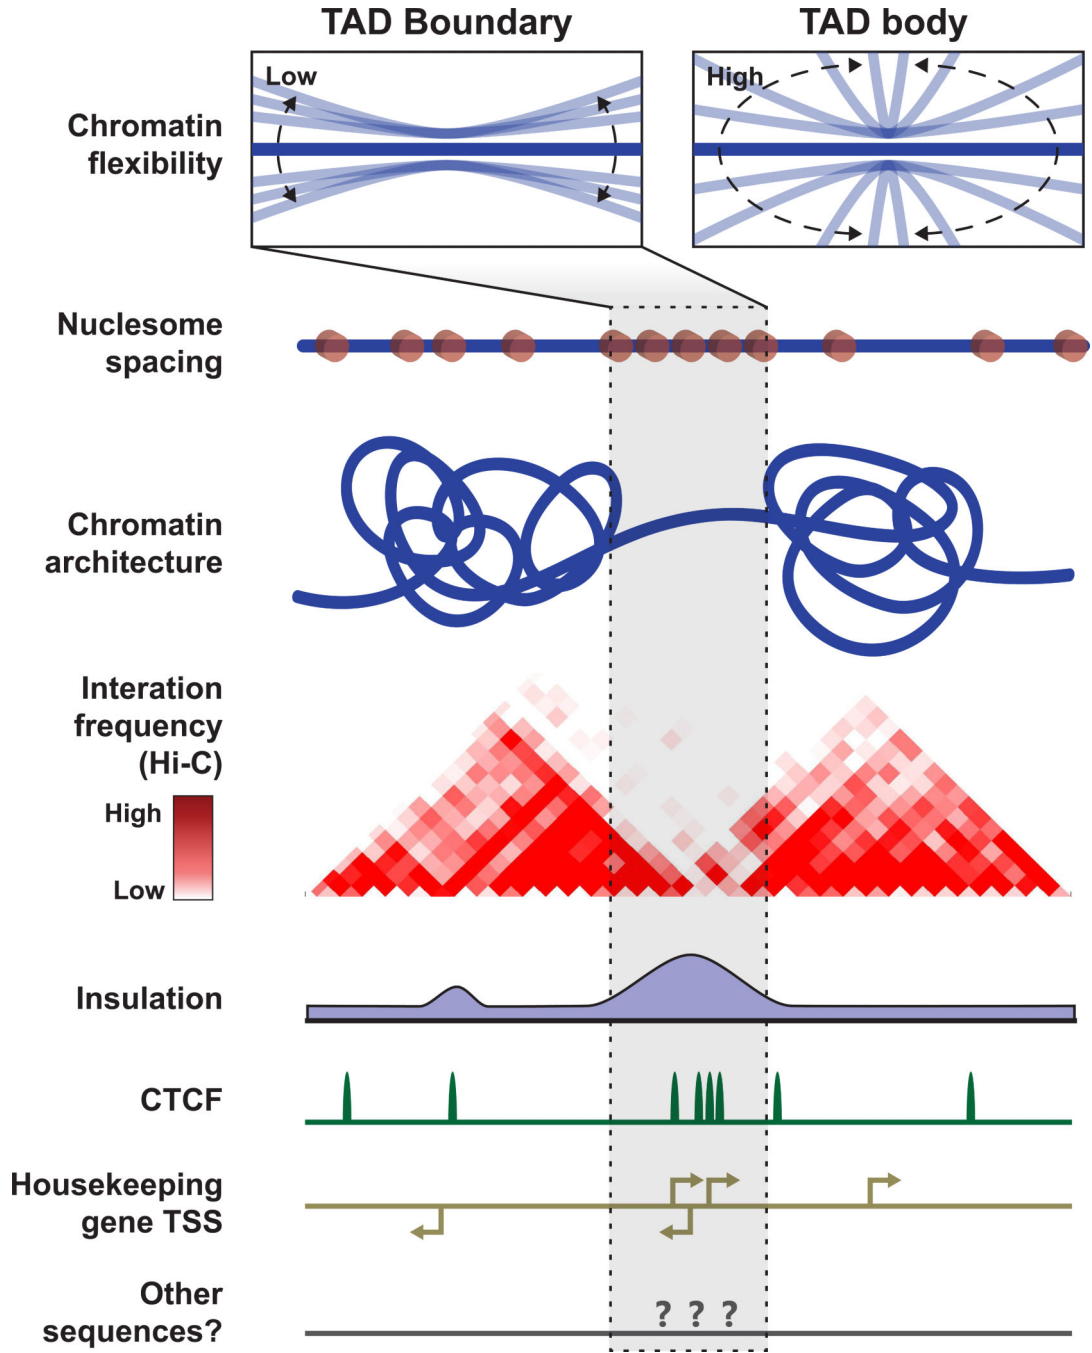 TAD Boundary
TAD body
Low
High
Chromatin
flexibility
Nuclesome
spacing
Chromatin
architecture
Interation
frequency
(Hi-C)
High
Low
Insulation
CTCF
Housekeeping
gene TSS
Other
sequences?
? ? ?